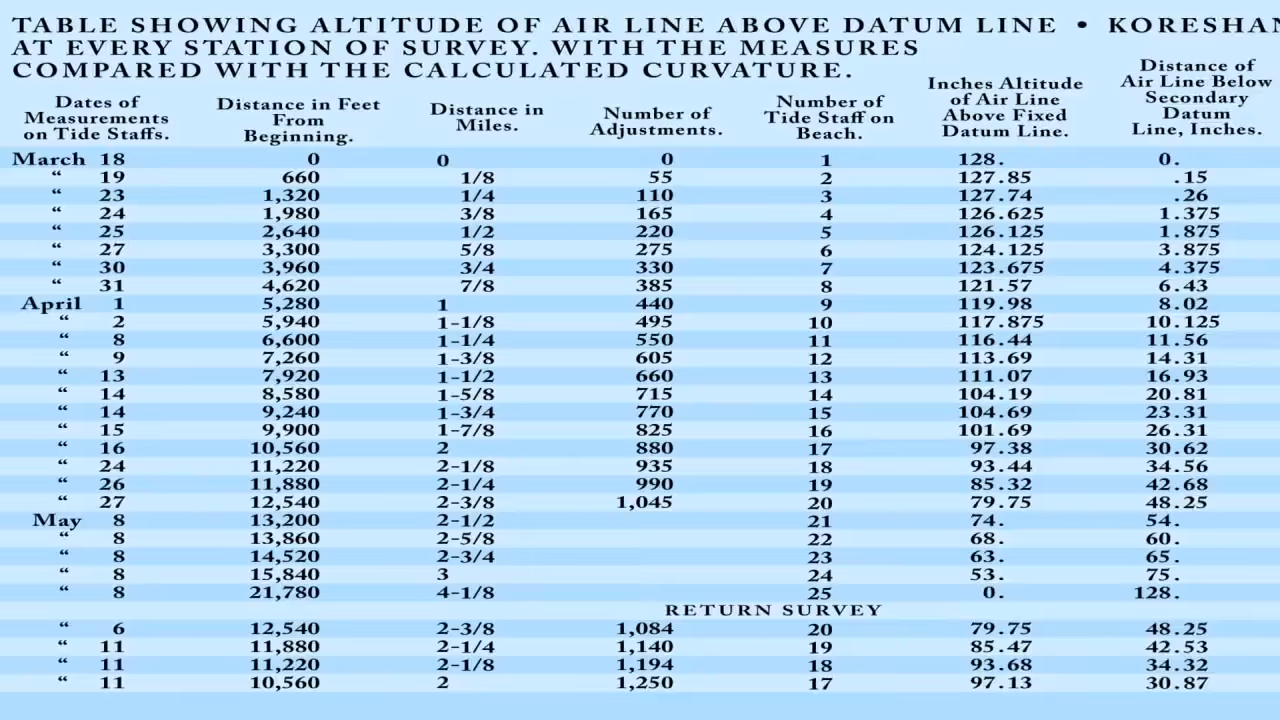 TABLE SHOWING ALTITUDE OF AIR LINE ABOVE DATUM LINE • KORESHAN
AT EVERY STATION OF SURVEY. WITH THE MEASURES
COMPARED WITH THE CALCULATED CURVATURE.
Dates of Measurements on Tide Staffs. Distance in Feet From Beginning. Distance in Miles. Number of Adjustments. Number of Tide Staff on Beach. Inches Altitude of Air Line Above Fixed Datum Line. Distance of Air Line Below Secondary Datum Line, Inches.
March 18 0 0 0 1 128. 0.
“ 19 660 1/8 55 2 127.85 .15
“ 23 1,320 1/4 110 3 127.74 .26
“ 24 1,980 3/8 165 4 126.625 1.375
“ 25 2,640 1/2 220 5 126.125 1.875
“ 27 3,300 5/8 275 6 124.125 3.875
“ 30 3,960 3/4 330 7 123.675 4.375
“ 31 4,620 7/8 385 8 121.57 6.43
April 1 5,280 1 440 9 119.98 8.02
“ 2 5,940 1-1/8 495 10 117.875 10.125
“ 8 6,600 1-1/4 550 11 116.44 11.56
“ 9 7,260 1-3/8 605 12 113.69 14.31
“ 13 7,920 1-1/2 660 13 111.07 16.93
“ 14 8,580 1-5/8 715 14 104.19 20.81
“ 14 9,240 1-3/4 770 15 104.69 23.31
“ 15 9,900 1-7/8 825 16 101.69 26.31
“ 16 10,560 2 880 17 97.38 30.62
“ 24 11,220 2-1/8 935 18 93.44 34.56
“ 26 11,880 2-1/4 990 19 85.32 42.68
“ 27 12,540 2-3/8 1,045 20 79.75 48.25
May 8 13,200 2-1/2 21 74. 54.
“ 8 13,860 2-5/8 22 68. 60.
“ 8 14,520 2-3/4 23 63. 65.
“ 8 15,840 3 24 53. 75.
“ 8 21,780 4-1/8 25 0. 128.
RETURN SURVEY
“ 6 12,540 2-3/8 1,084 20 79.75 48.25
“ 11 11,880 2-1/4 1,140 19 85.47 42.53
“ 11 11,220 2-1/8 1,194 18 93.68 34.32
“ 11 10,560 2 1,250 17 97.13 30.87